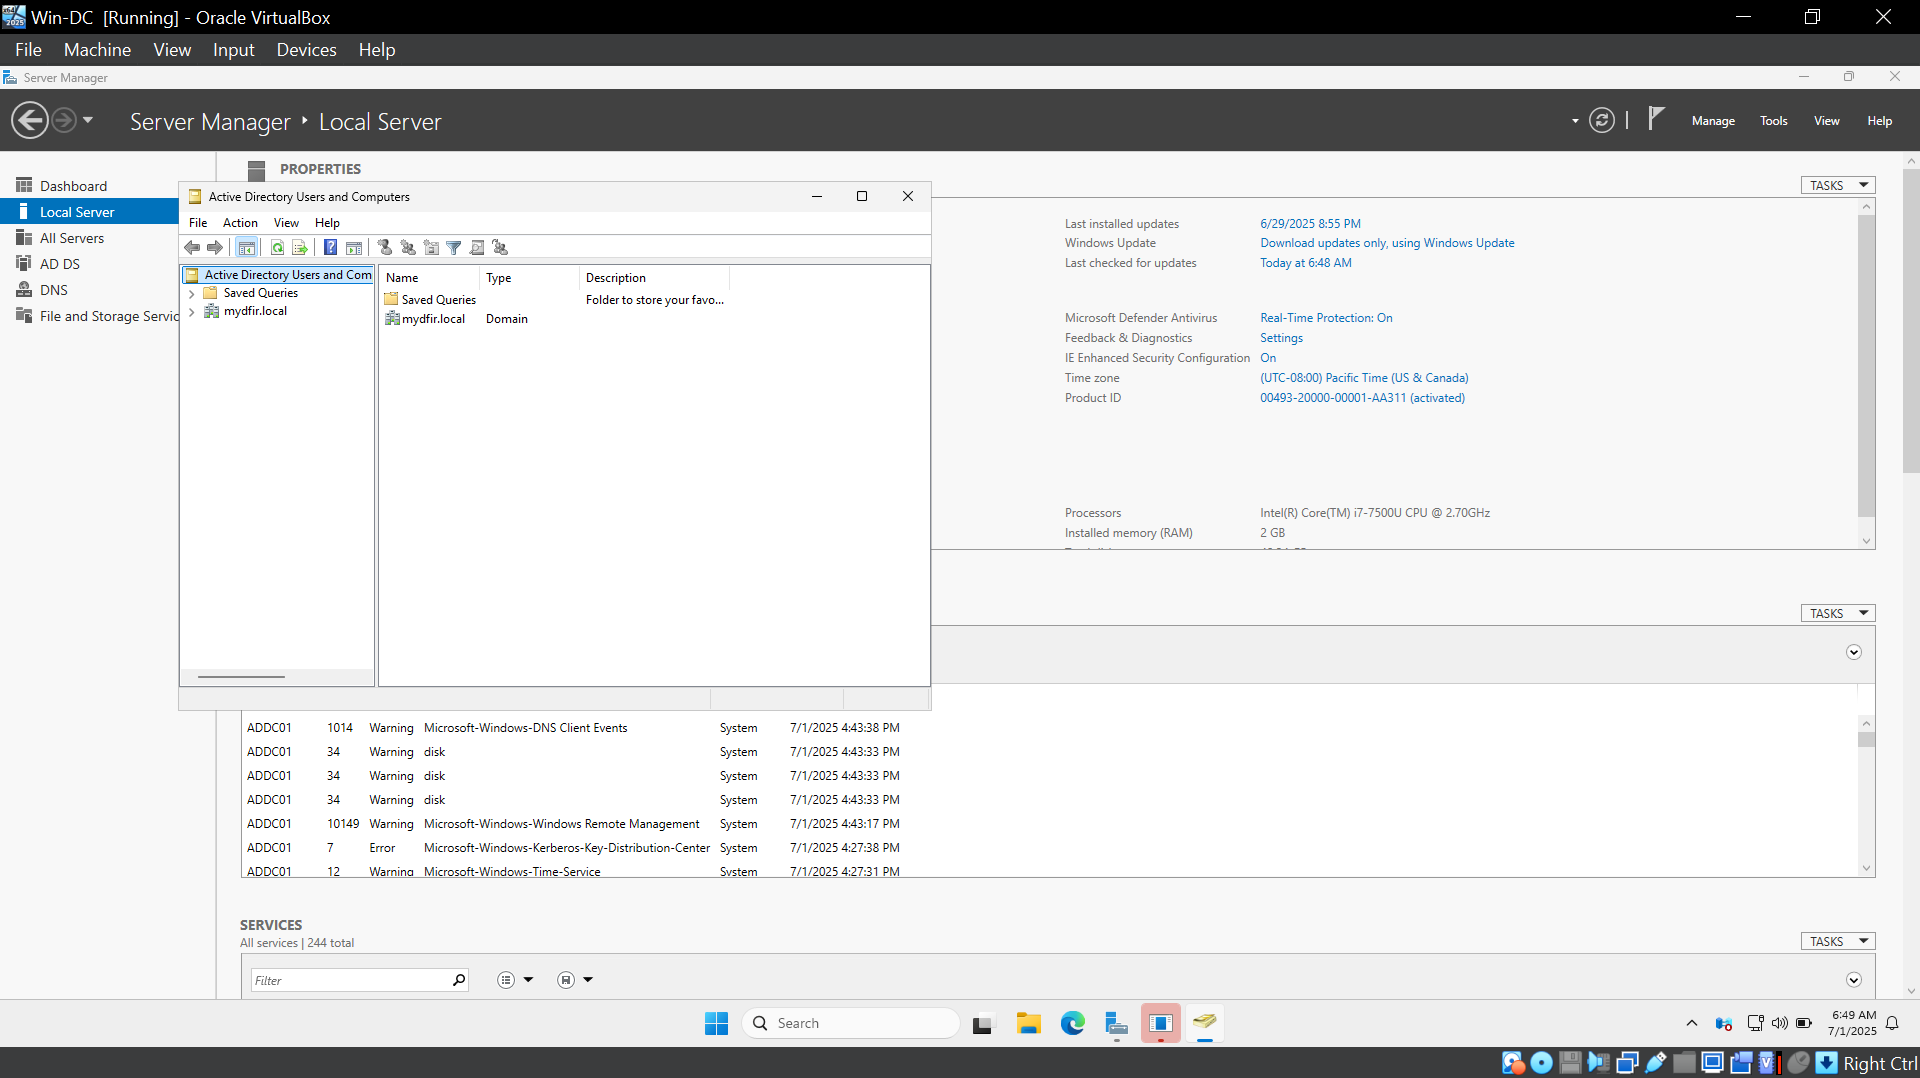 Win-DC [Running] - Oracle VirtualBox
File Machine View Input Devices Help
Server Manager
Server Manager ‣ Local Server
Manage Tools View Help
Dashboard
Local Server
All Servers
AD DS
DNS
File and Storage Servic
PROPERTIES
TASKS
Active Directory Users and Computers
File Action View Help
Active Directory Users and Com
Saved Queries
mydfir.local
Name Type Description
Saved Queries Folder to store your favo...
mydfir.local Domain
Last installed updates 6/29/2025 8:55 PM
Windows Update Download updates only, using Windows Update
Last checked for updates Today at 6:48 AM
Microsoft Defender Antivirus Real-Time Protection: On
Feedback & Diagnostics Settings
IE Enhanced Security Configuration On
Time zone (UTC-08:00) Pacific Time (US & Canada)
Product ID 00493-20000-00001-AA311 (activated)
Processors Intel(R) Core(TM) i7-7500U CPU @ 2.70GHz
Installed memory (RAM) 2 GB
TASKS
ADDC01 1014 Warning Microsoft-Windows-DNS Client Events System 7/1/2025 4:43:38 PM
ADDC01 34 Warning disk System 7/1/2025 4:43:33 PM
ADDC01 34 Warning disk System 7/1/2025 4:43:33 PM
ADDC01 34 Warning disk System 7/1/2025 4:43:33 PM
ADDC01 10149 Warning Microsoft-Windows-Windows Remote Management System 7/1/2025 4:43:17 PM
ADDC01 7 Error Microsoft-Windows-Kerberos-Key-Distribution-Center System 7/1/2025 4:27:38 PM
ADDC01 12 Warning Microsoft-Windows-Time-Service System 7/1/2025 4:27:31 PM
SERVICES
All services | 244 total
TASKS
Filter
Search
6:49 AM
7/1/2025
Right Ctrl